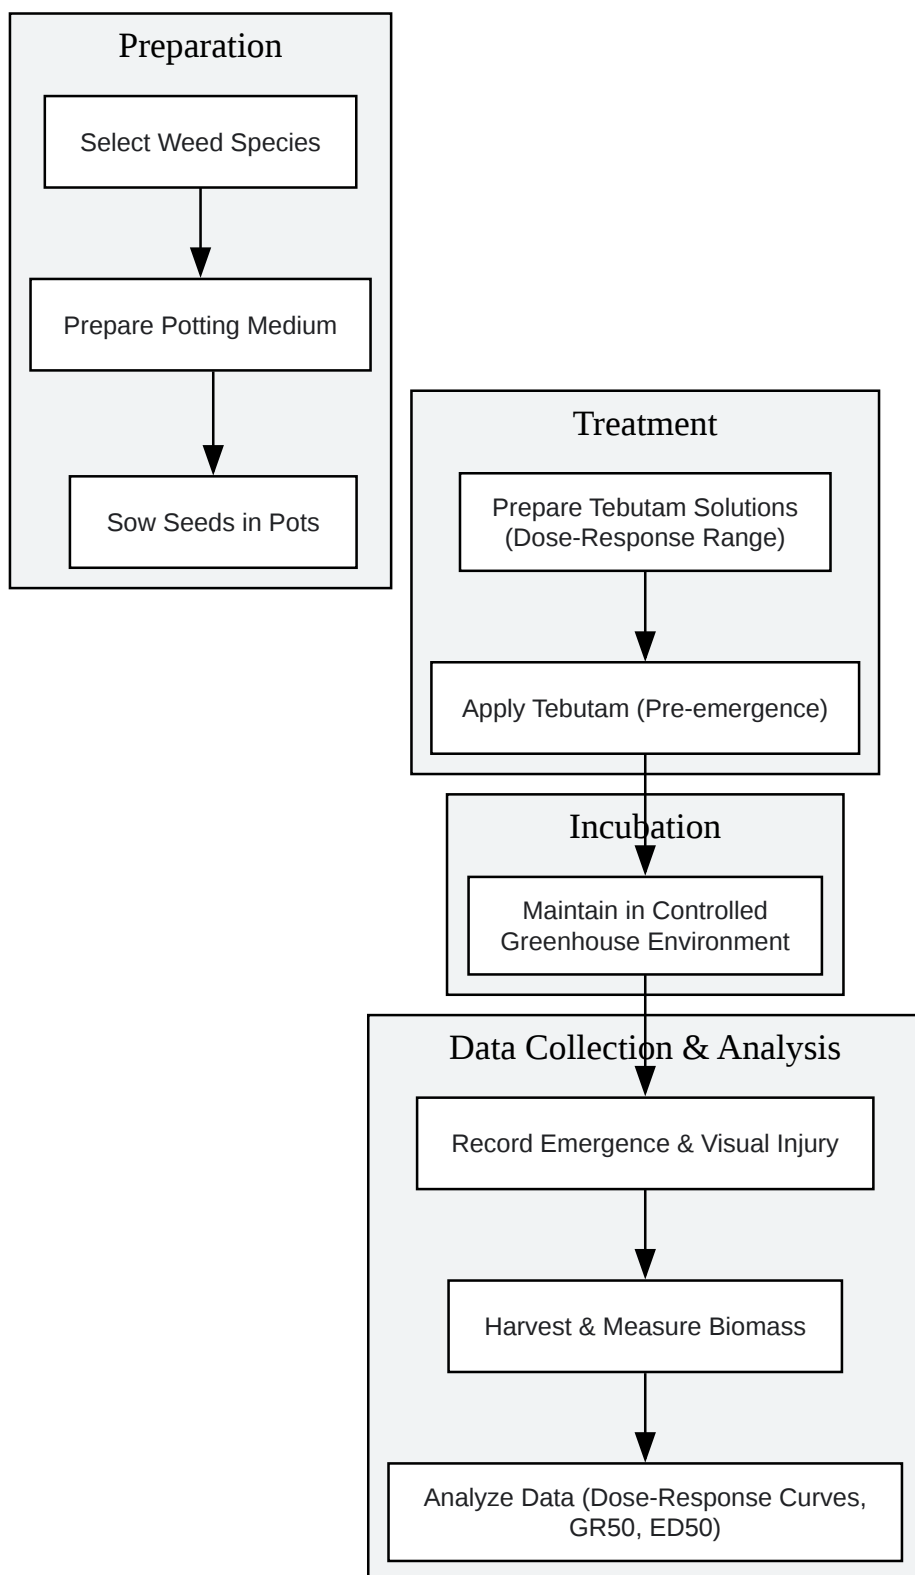 Preparation
Select Weed Species
Prepare Potting Medium
Sow Seeds in Pots
Treatment
Prepare Tebutam Solutions
(Dose-Response Range)
Apply Tebutam (Pre-emergence)
Incubation
Maintain in Controlled
Greenhouse Environment
Data Collection & Analysis
Record Emergence & Visual Injury
Harvest & Measure Biomass
Analyze Data (Dose-Response Curves,
GR50, ED50)